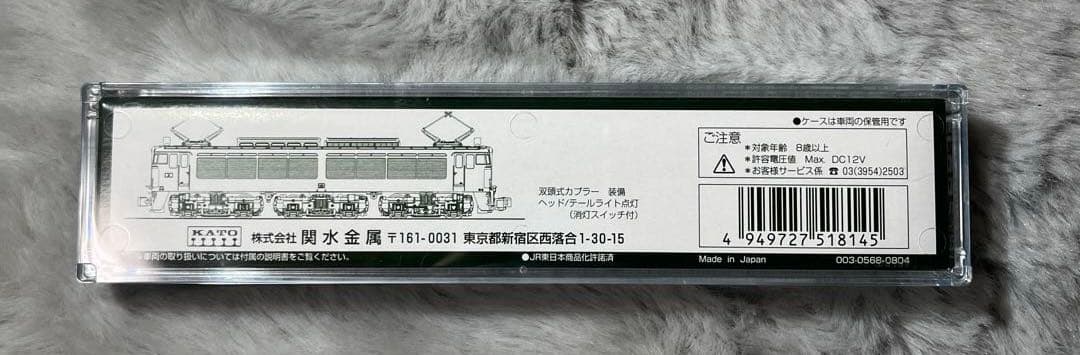 ●ケースは車両の保管用です
ご注意
＊対象年齢 8歳以上
＊許容電圧値 Max. DC12V
＊お客様サービス係 ☎ 03(3954)2503
双頭式カプラー 装備
ヘッド/テールライト点灯
(消灯スイッチ付)
KATO
株式会社 関水金属 〒161-0031 東京都新宿区西落合1-30-15
4 949727 518145
車両の取り扱いについては付属の説明書をご覧ください。
●JR東日本商品化許諾済
Made in Japan
003-0568-0804